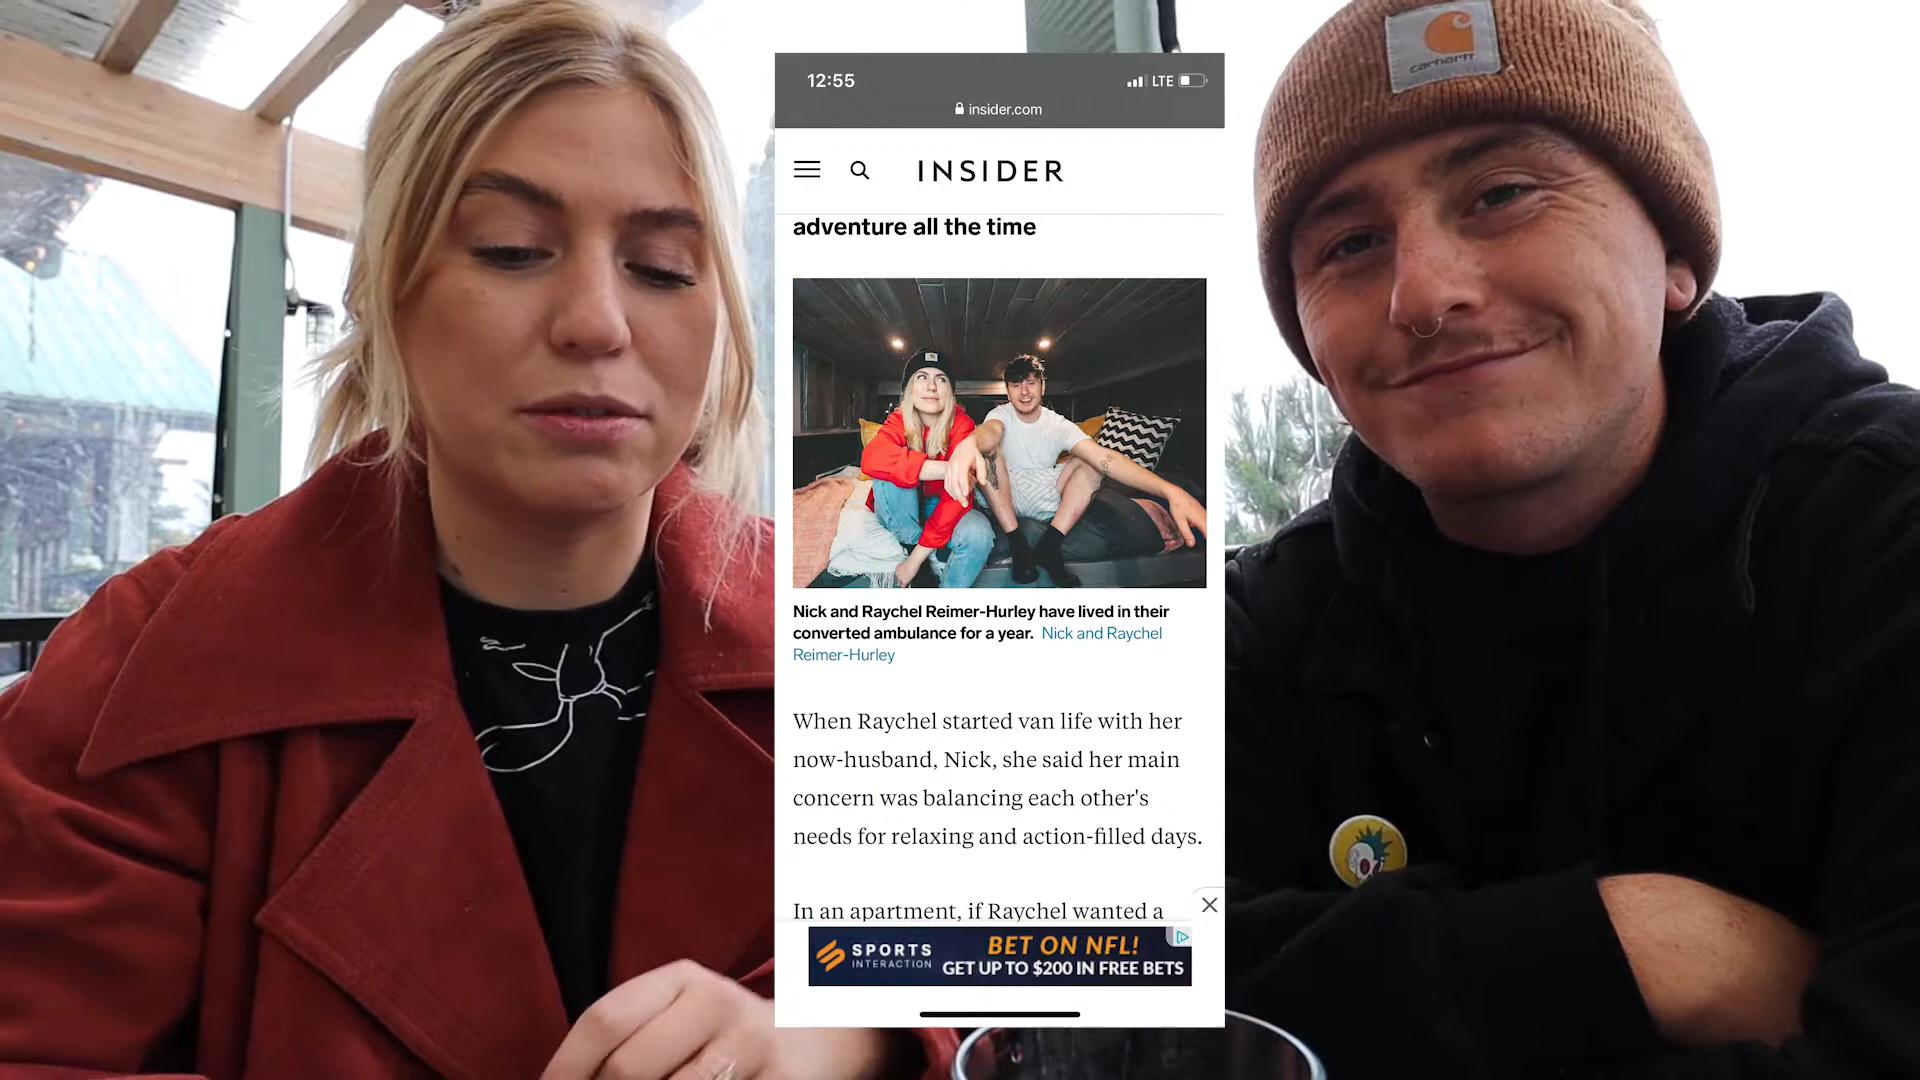 carhartt
12:55
LTE
insider.com
INSIDER
adventure all the time
Nick and Raychel Reimer-Hurley have lived in their
converted ambulance for a year. Nick and Raychel
Reimer-Hurley
When Raychel started van life with her
now-husband, Nick, she said her main
concern was balancing each other's
needs for relaxing and action-filled days.
In an apartment, if Raychel wanted a
SPORTS
INTERACTION
BET ON NFL!
GET UP TO $200 IN FREE BETS